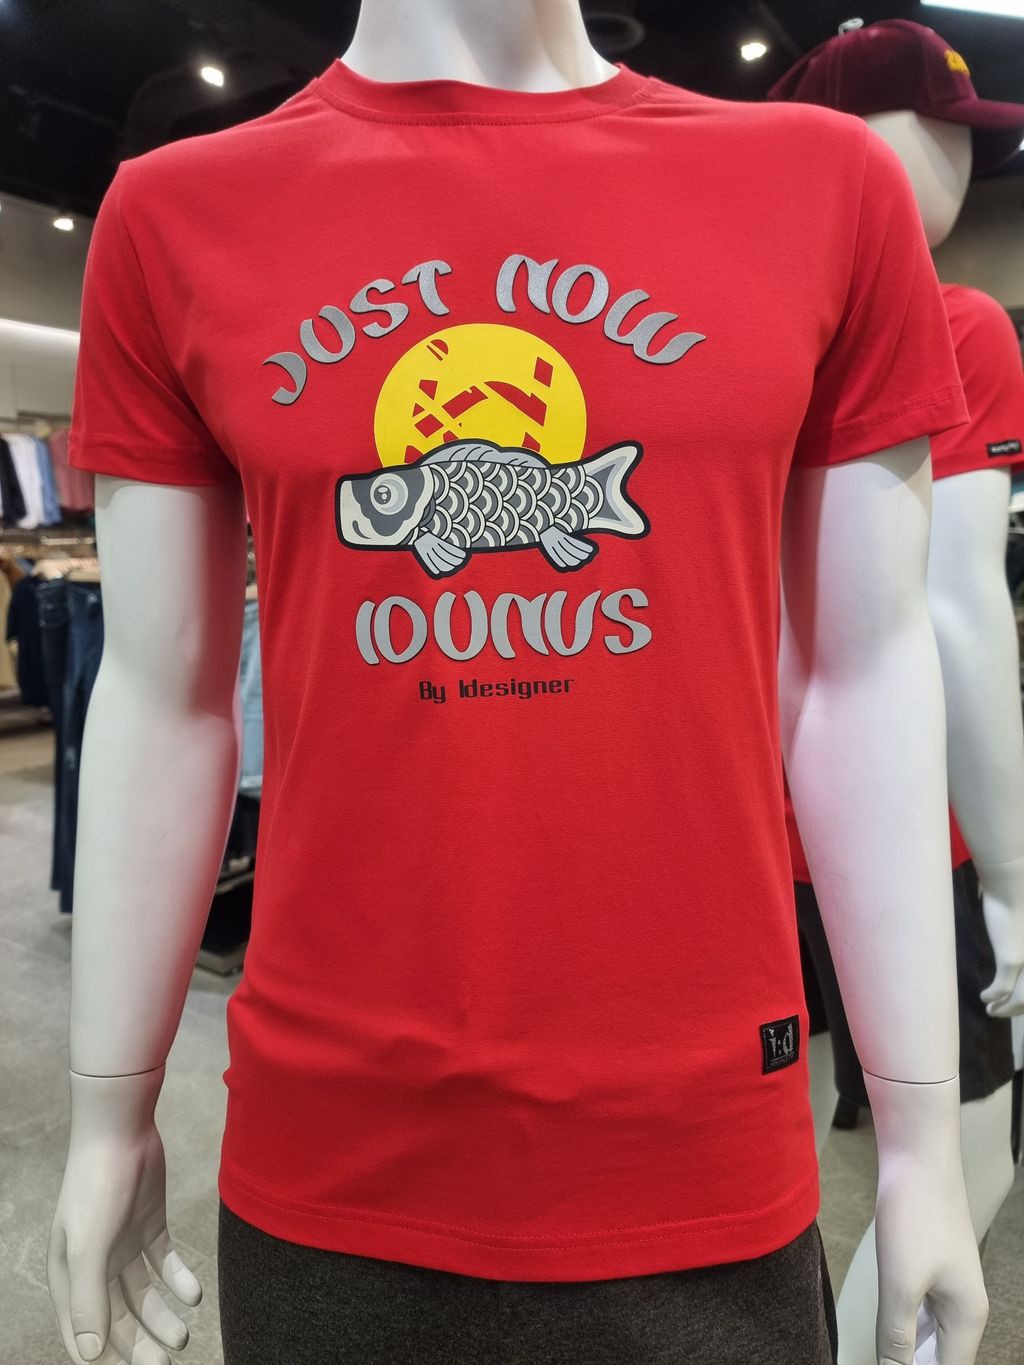 JUST NOW
IDUNUS
By Idesigner
i:d